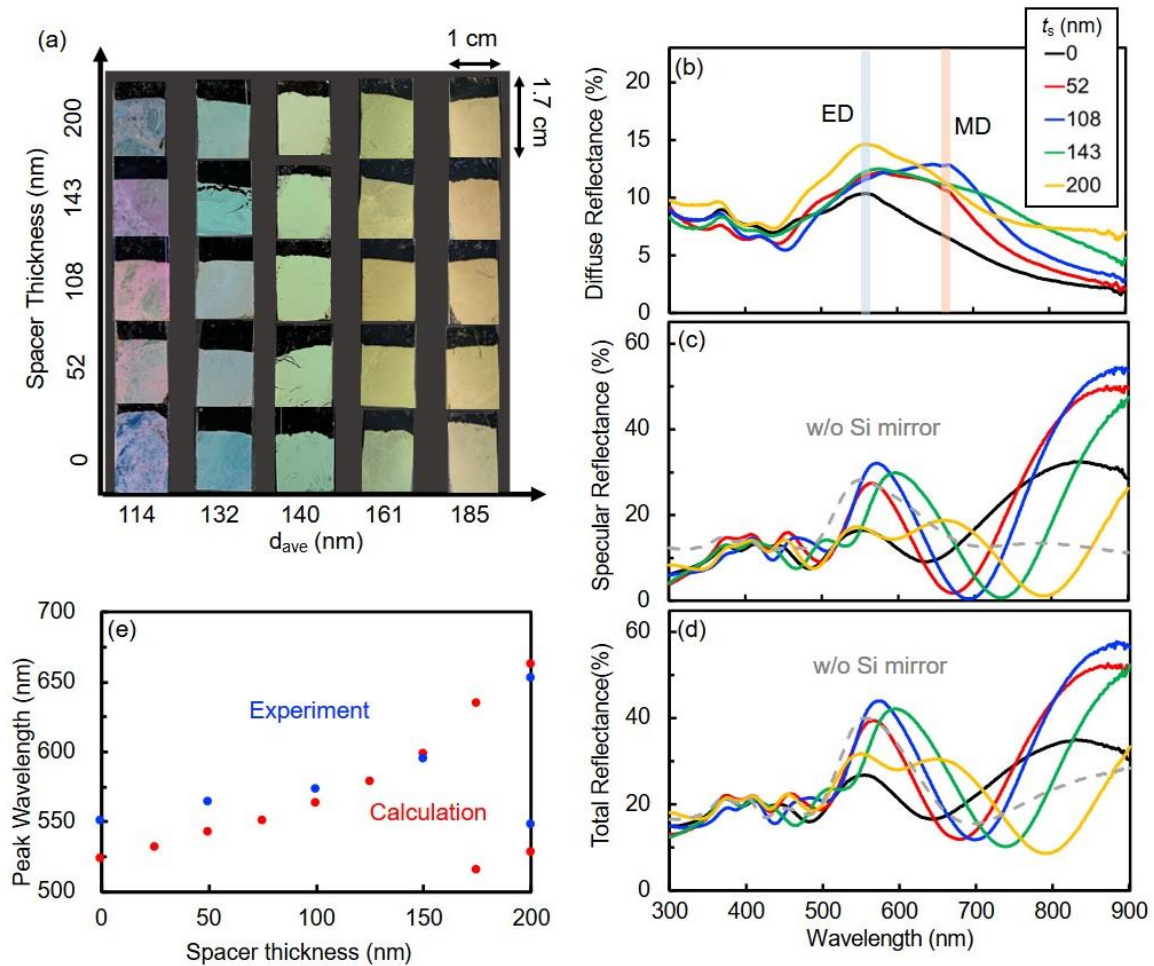 (a)
1 cm
1.7 cm
Spacer Thickness (nm)
200
143
108
52
0
114 132 140 161 185
d_ave (nm)
(b)
t_s (nm)
0
52
108
143
200
ED
MD
Diffuse Reflectance (%)
20
15
10
5
0
(c)
w/o Si mirror
Specular Reflectance (%)
60
40
20
0
(d)
w/o Si mirror
Total Reflectance(%)
60
40
20
0
300 400 500 600 700 800 900
Wavelength (nm)
(e)
Experiment
Calculation
Peak Wavelength (nm)
700
650
600
550
500
0 50 100 150 200
Spacer thickness (nm)